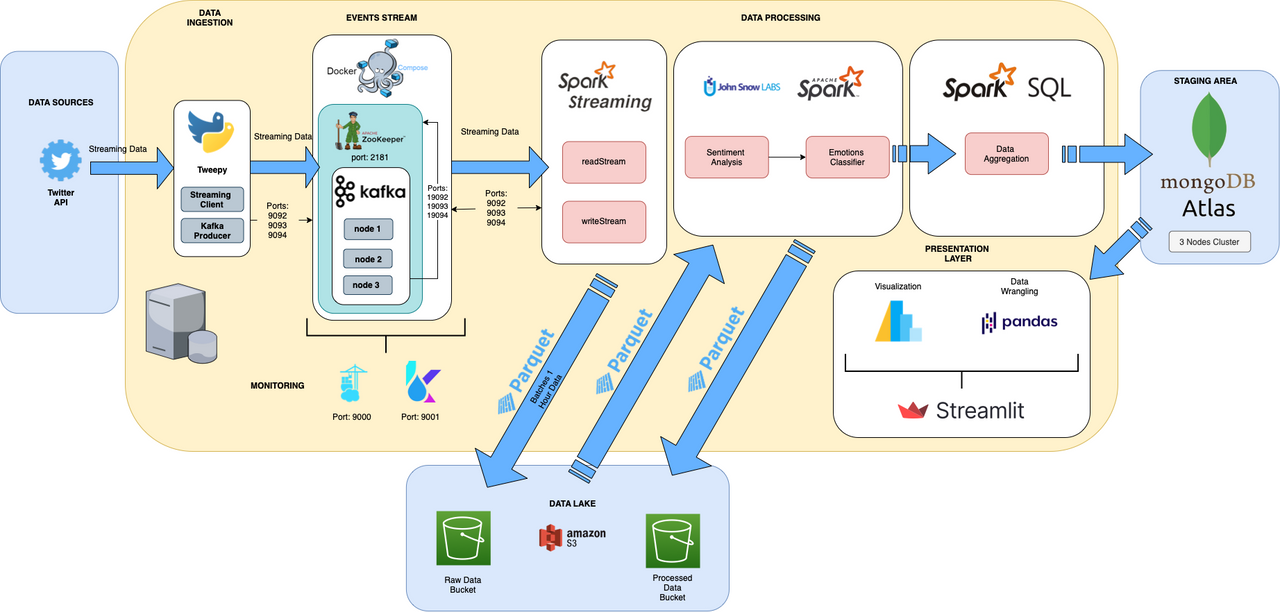 DATA
INGESTION
EVENTS STREAM
DATA PROCESSING
DATA SOURCES
Streaming Data
Twitter
API
Tweepy
Streaming
Client
Kafka
Producer
Streaming Data
Ports:
9092
9093
9094
Docker
Compose
APACHE
ZooKeeper™
port: 2181
kafka
node 1
node 2
node 3
Ports:
19092
19093
19094
Streaming Data
Ports:
9092
9093
9094
Spark
Streaming
readStream
writeStream
John Snow LABS
APACHE
Spark™
Sentiment
Analysis
Emotions
Classifier
Spark SQL
Data
Aggregation
STAGING AREA
mongoDB
Atlas
3 Nodes Cluster
PRESENTATION
LAYER
Visualization
Data
Wrangling
pandas
Streamlit
MONITORING
Port: 9000
Port: 9001
Parquet
Batches 1
Hour Data
Parquet
Parquet
DATA LAKE
amazon
S3
Raw Data
Bucket
Processed
Data
Bucket